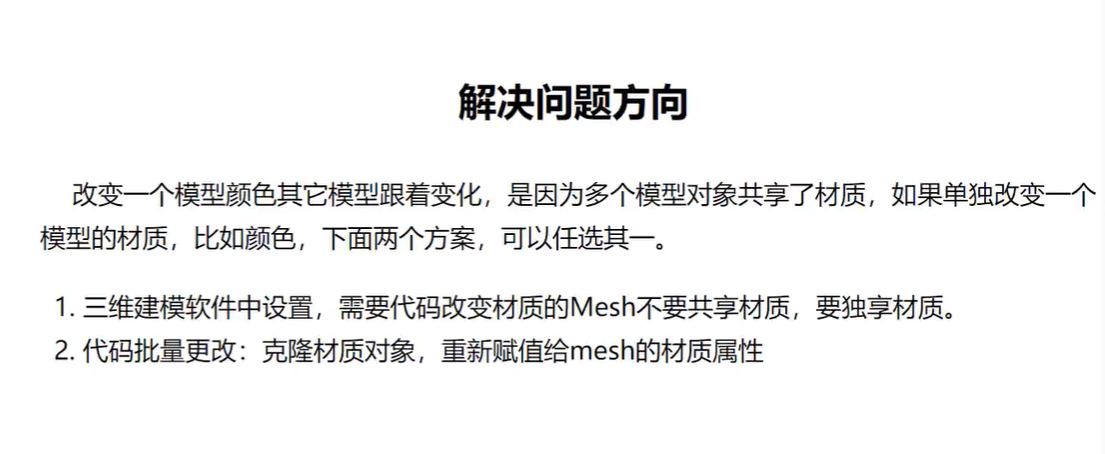 解决问题方向
改变一个模型颜色其它模型跟着变化，是因为多个模型对象共享了材质，如果单独改变一个
模型的材质，比如颜色，下面两个方案，可以任选其一。
1. 三维建模软件中设置，需要代码改变材质的Mesh不要共享材质，要独享材质。
2. 代码批量更改：克隆材质对象，重新赋值给mesh的材质属性